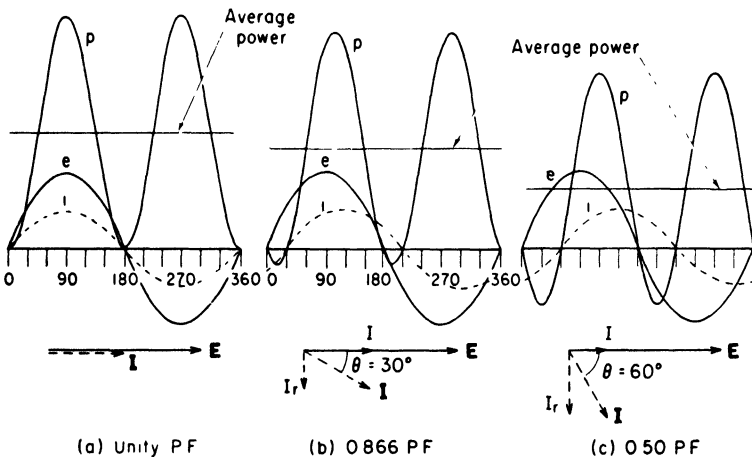 Average
power
p
e
i
0 90 180 270 360
I
E
(a) Unity PF
p
e
i
0 90 180 270 360
I
E
θ = 30°
Ir
I
(b) 0 866 PF
Average power
p
e
i
I
E
θ = 60°
Ir
I
(c) 0 50 PF